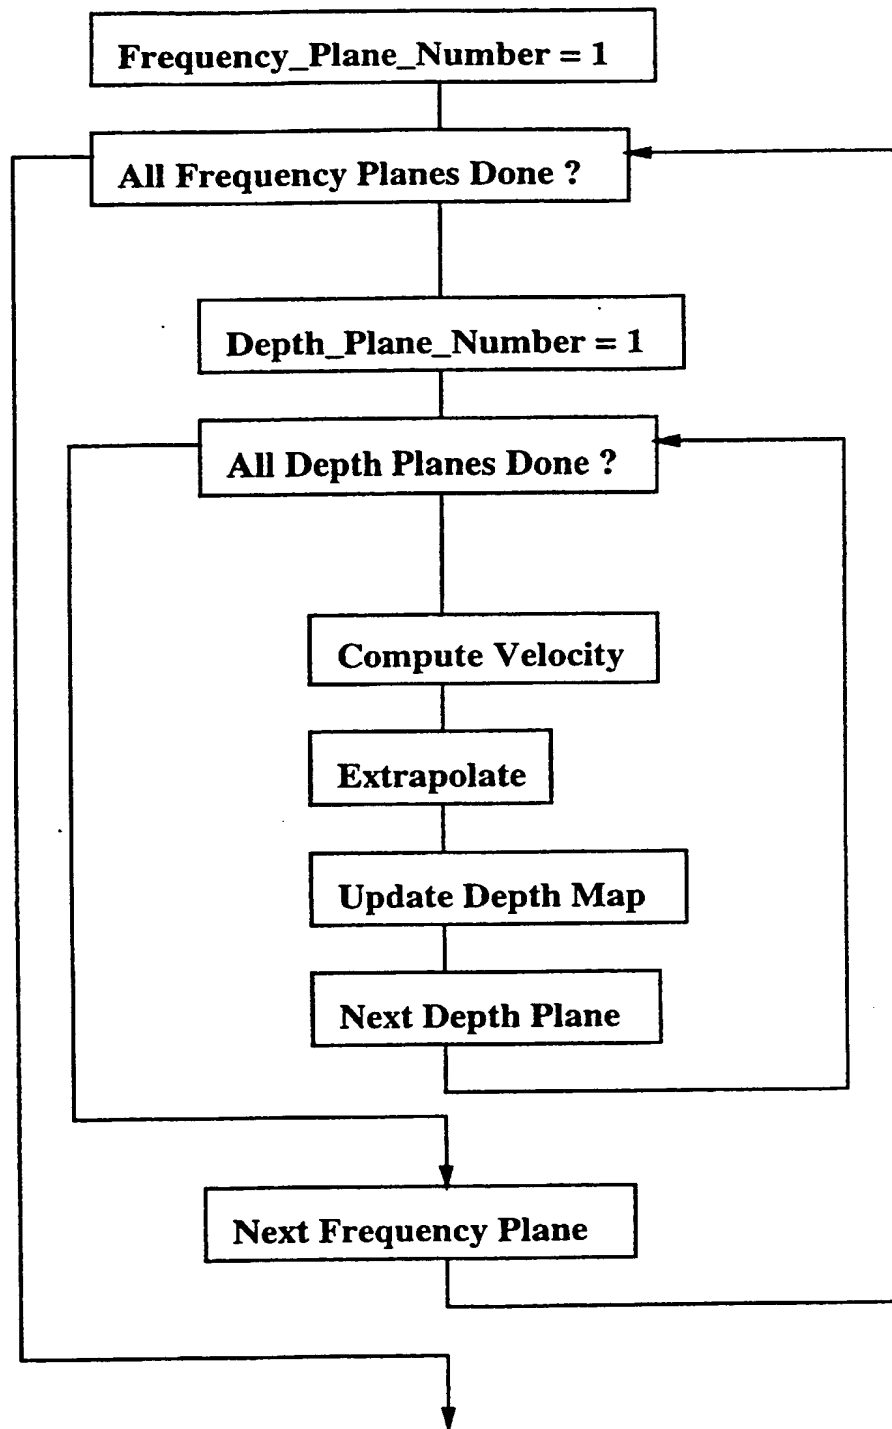 Frequency_Plane_Number = 1
All Frequency Planes Done ?
Depth_Plane_Number = 1
All Depth Planes Done ?
Compute Velocity
Extrapolate
Update Depth Map
Next Depth Plane
Next Frequency Plane